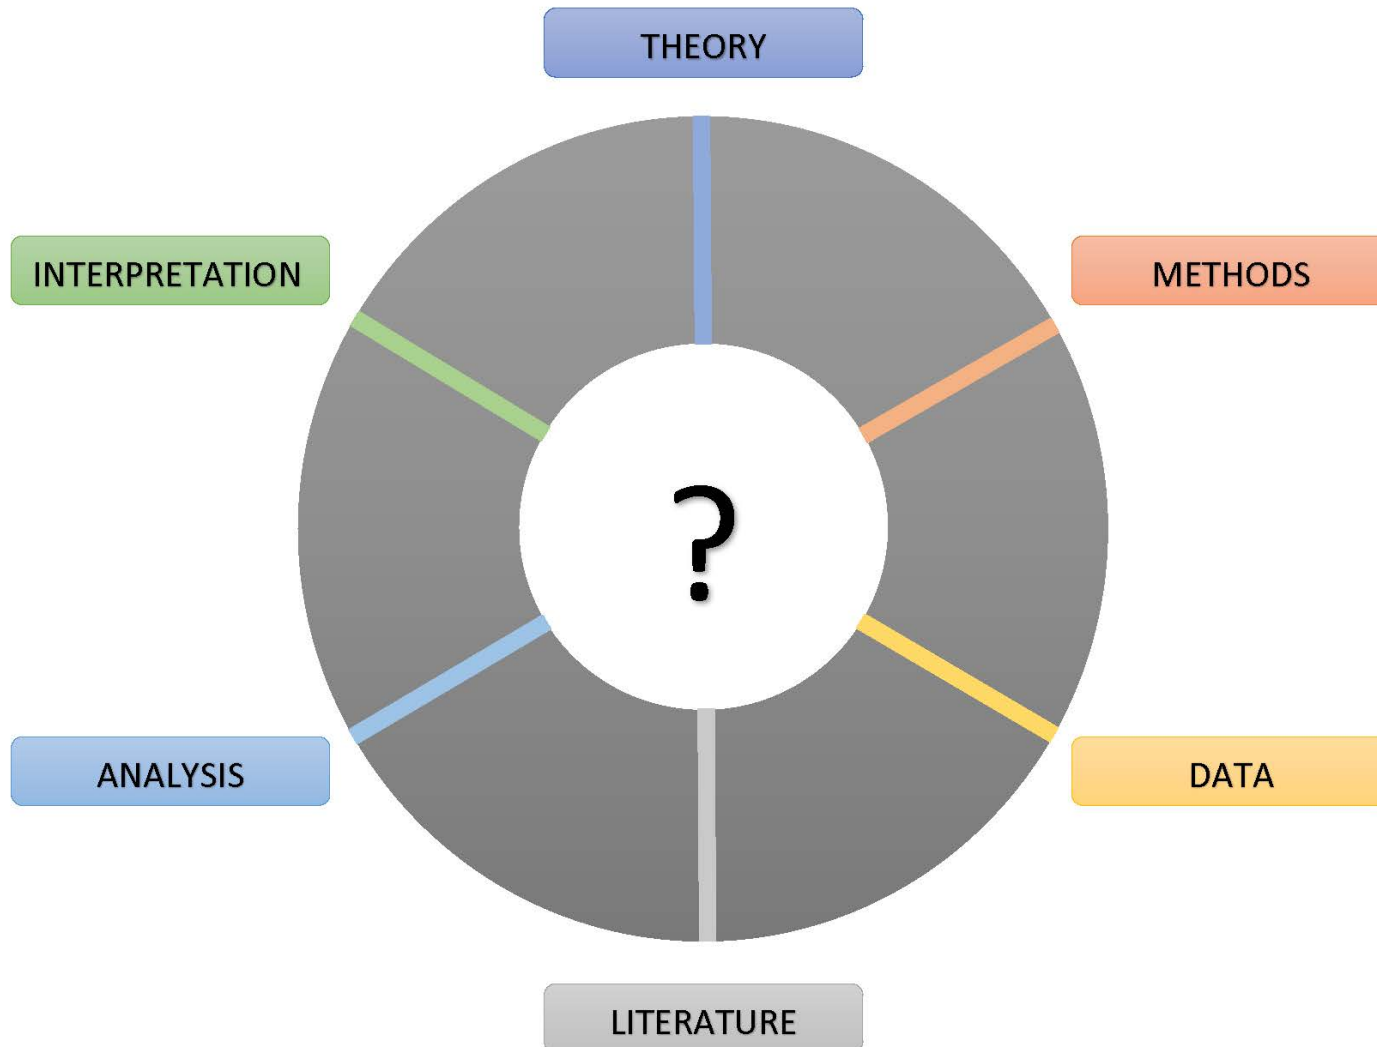 THEORY
INTERPRETATION
METHODS
?
ANALYSIS
DATA
LITERATURE